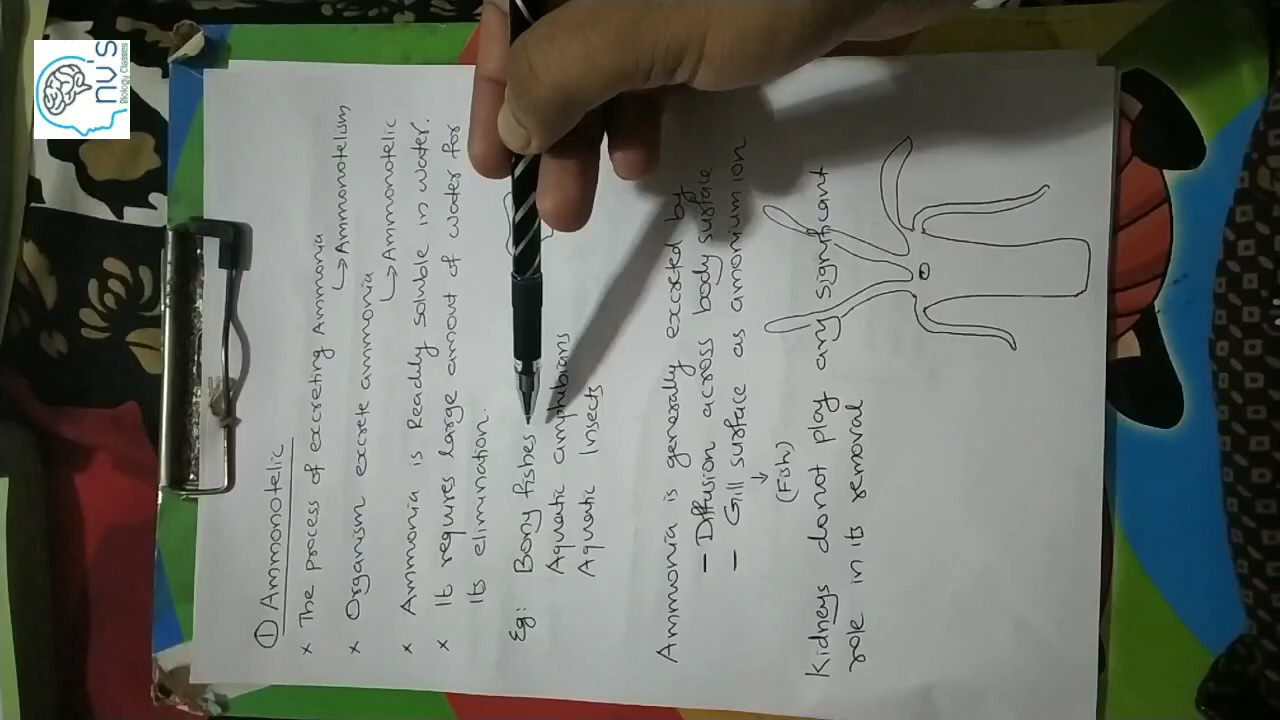 nv's
Biology Classes
① Ammonotelic
x The process of excreting Ammonia
↳ Ammonotelism
x Organism excrete ammonia
↳ Ammonotelic
x Ammonia is Readily soluble in water.
x It requires large amount of water for
its elimination.
Eg: Bony fishes
Aquatic amphibians
Aquatic Insects
Ammonia is generally excreted by
- Diffusion across body surface
- Gill surface as amonium ion
↓
(Fish)
Kidneys donot play any significant
role in its removal